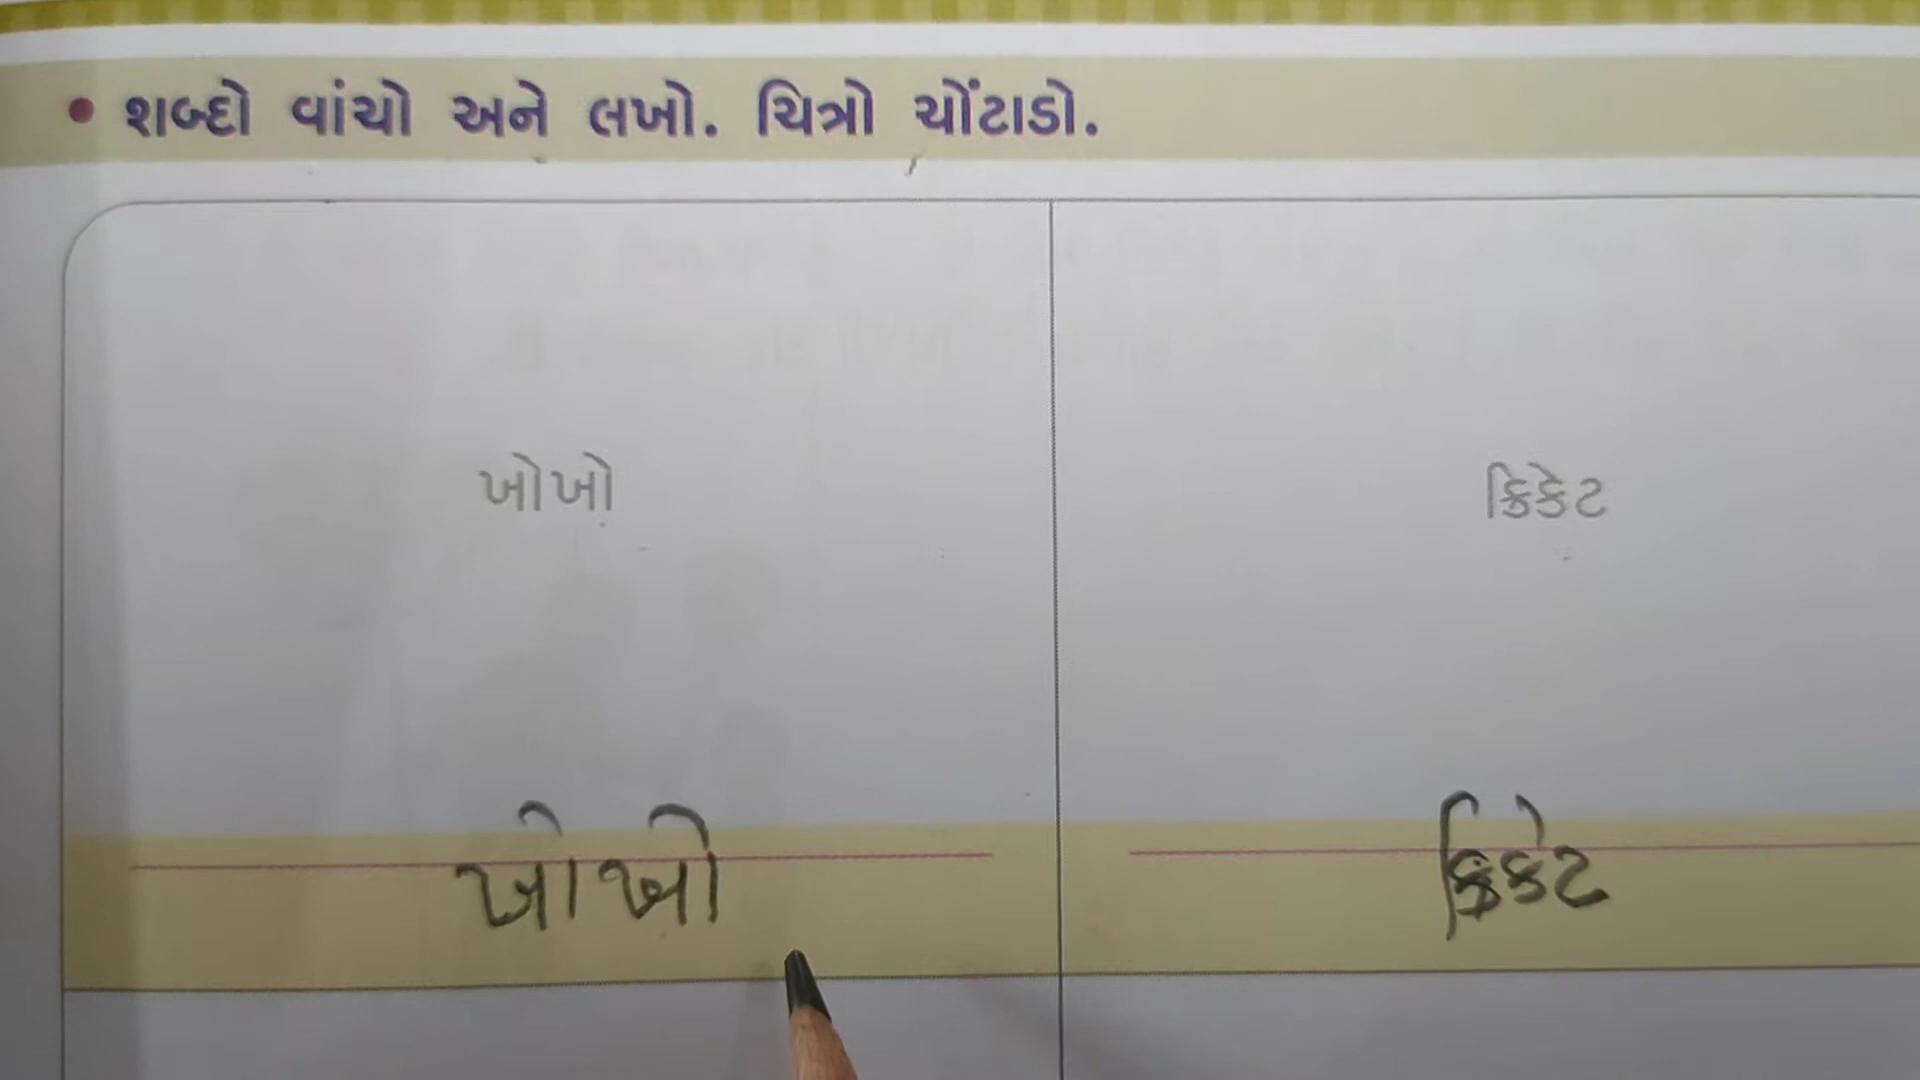 • શબ્દો વાંચો અને લખો. ચિત્રો ચોંટાડો.
ખોખો
ક્રિકેટ
ખોખો
ક્રિકેટ